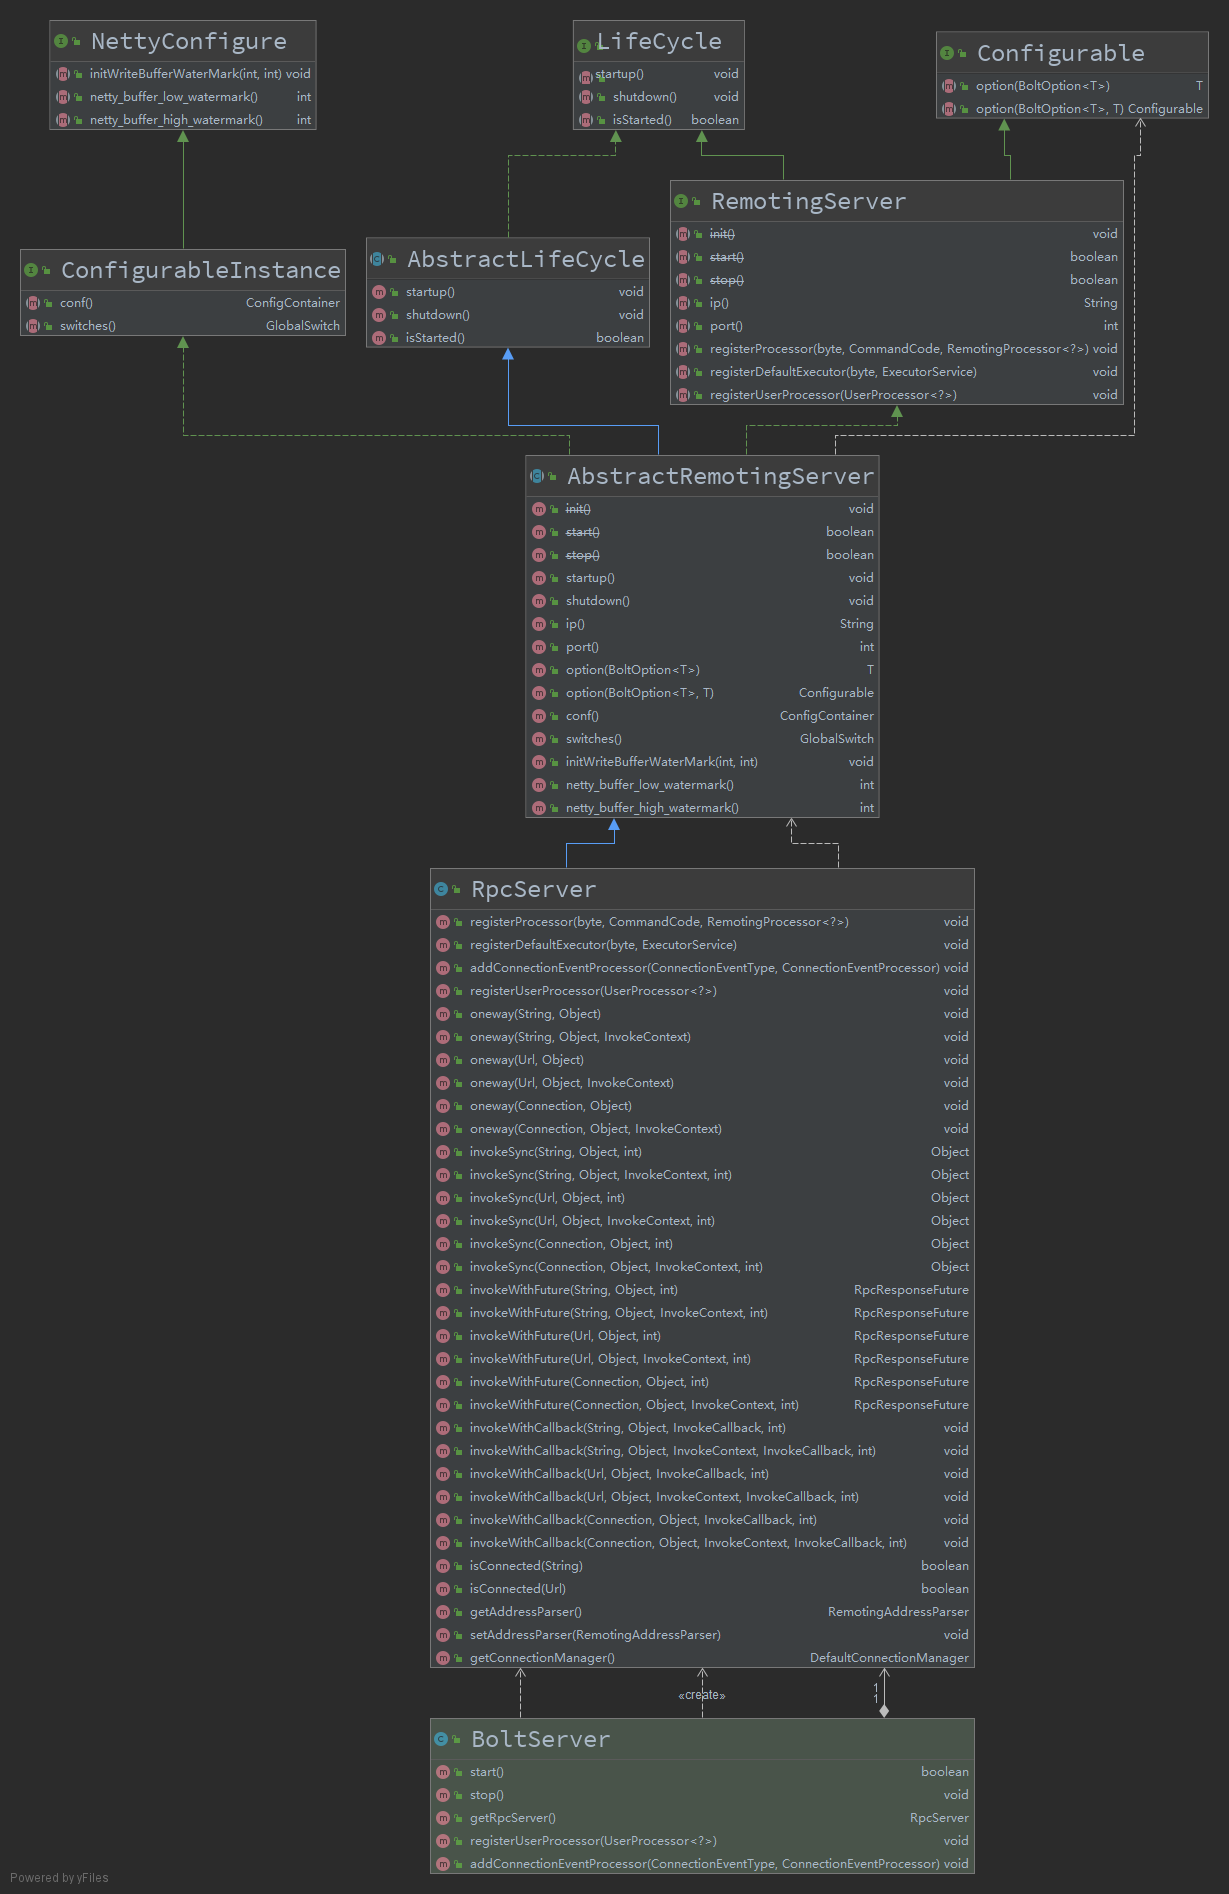 NettyConfigure
initWriteBufferWaterMark(int, int) void
netty_buffer_low_watermark() int
netty_buffer_high_watermark() int
LifeCycle
startup() void
shutdown() void
isStarted() boolean
Configurable
option(BoltOption<T>) T
option(BoltOption<T>, T) Configurable
RemotingServer
init() void
start() boolean
stop() boolean
ip() String
port() int
registerProcessor(byte, CommandCode, RemotingProcessor<?>) void
registerDefaultExecutor(byte, ExecutorService) void
registerUserProcessor(UserProcessor<?>) void
ConfigurableInstance
conf() ConfigContainer
switches() GlobalSwitch
AbstractLifeCycle
startup() void
shutdown() void
isStarted() boolean
AbstractRemotingServer
init() void
start() boolean
stop() boolean
startup() void
shutdown() void
ip() String
port() int
option(BoltOption<T>) T
option(BoltOption<T>, T) Configurable
conf() ConfigContainer
switches() GlobalSwitch
initWriteBufferWaterMark(int, int) void
netty_buffer_low_watermark() int
netty_buffer_high_watermark() int
RpcServer
registerProcessor(byte, CommandCode, RemotingProcessor<?>) void
registerDefaultExecutor(byte, ExecutorService) void
addConnectionEventProcessor(ConnectionEventType, ConnectionEventProcessor) void
registerUserProcessor(UserProcessor<?>) void
oneway(String, Object) void
oneway(String, Object, InvokeContext) void
oneway(Url, Object) void
oneway(Url, Object, InvokeContext) void
oneway(Connection, Object) void
oneway(Connection, Object, InvokeContext) void
invokeSync(String, Object, int) Object
invokeSync(String, Object, InvokeContext, int) Object
invokeSync(Url, Object, int) Object
invokeSync(Url, Object, InvokeContext, int) Object
invokeSync(Connection, Object, int) Object
invokeSync(Connection, Object, InvokeContext, int) Object
invokeWithFuture(String, Object, int) RpcResponseFuture
invokeWithFuture(String, Object, InvokeContext, int) RpcResponseFuture
invokeWithFuture(Url, Object, int) RpcResponseFuture
invokeWithFuture(Url, Object, InvokeContext, int) RpcResponseFuture
invokeWithFuture(Connection, Object, int) RpcResponseFuture
invokeWithFuture(Connection, Object, InvokeContext, int) RpcResponseFuture
invokeWithCallback(String, Object, InvokeCallback, int) void
invokeWithCallback(String, Object, InvokeContext, InvokeCallback, int) void
invokeWithCallback(Url, Object, InvokeCallback, int) void
invokeWithCallback(Url, Object, InvokeContext, InvokeCallback, int) void
invokeWithCallback(Connection, Object, InvokeCallback, int) void
invokeWithCallback(Connection, Object, InvokeContext, InvokeCallback, int) void
isConnected(String) boolean
isConnected(Url) boolean
getAddressParser() RemotingAddressParser
setAddressParser(RemotingAddressParser) void
getConnectionManager() DefaultConnectionManager
«create»
1
1
BoltServer
start() boolean
stop() void
getRpcServer() RpcServer
registerUserProcessor(UserProcessor<?>) void
addConnectionEventProcessor(ConnectionEventType, ConnectionEventProcessor) void
Powered by yFiles